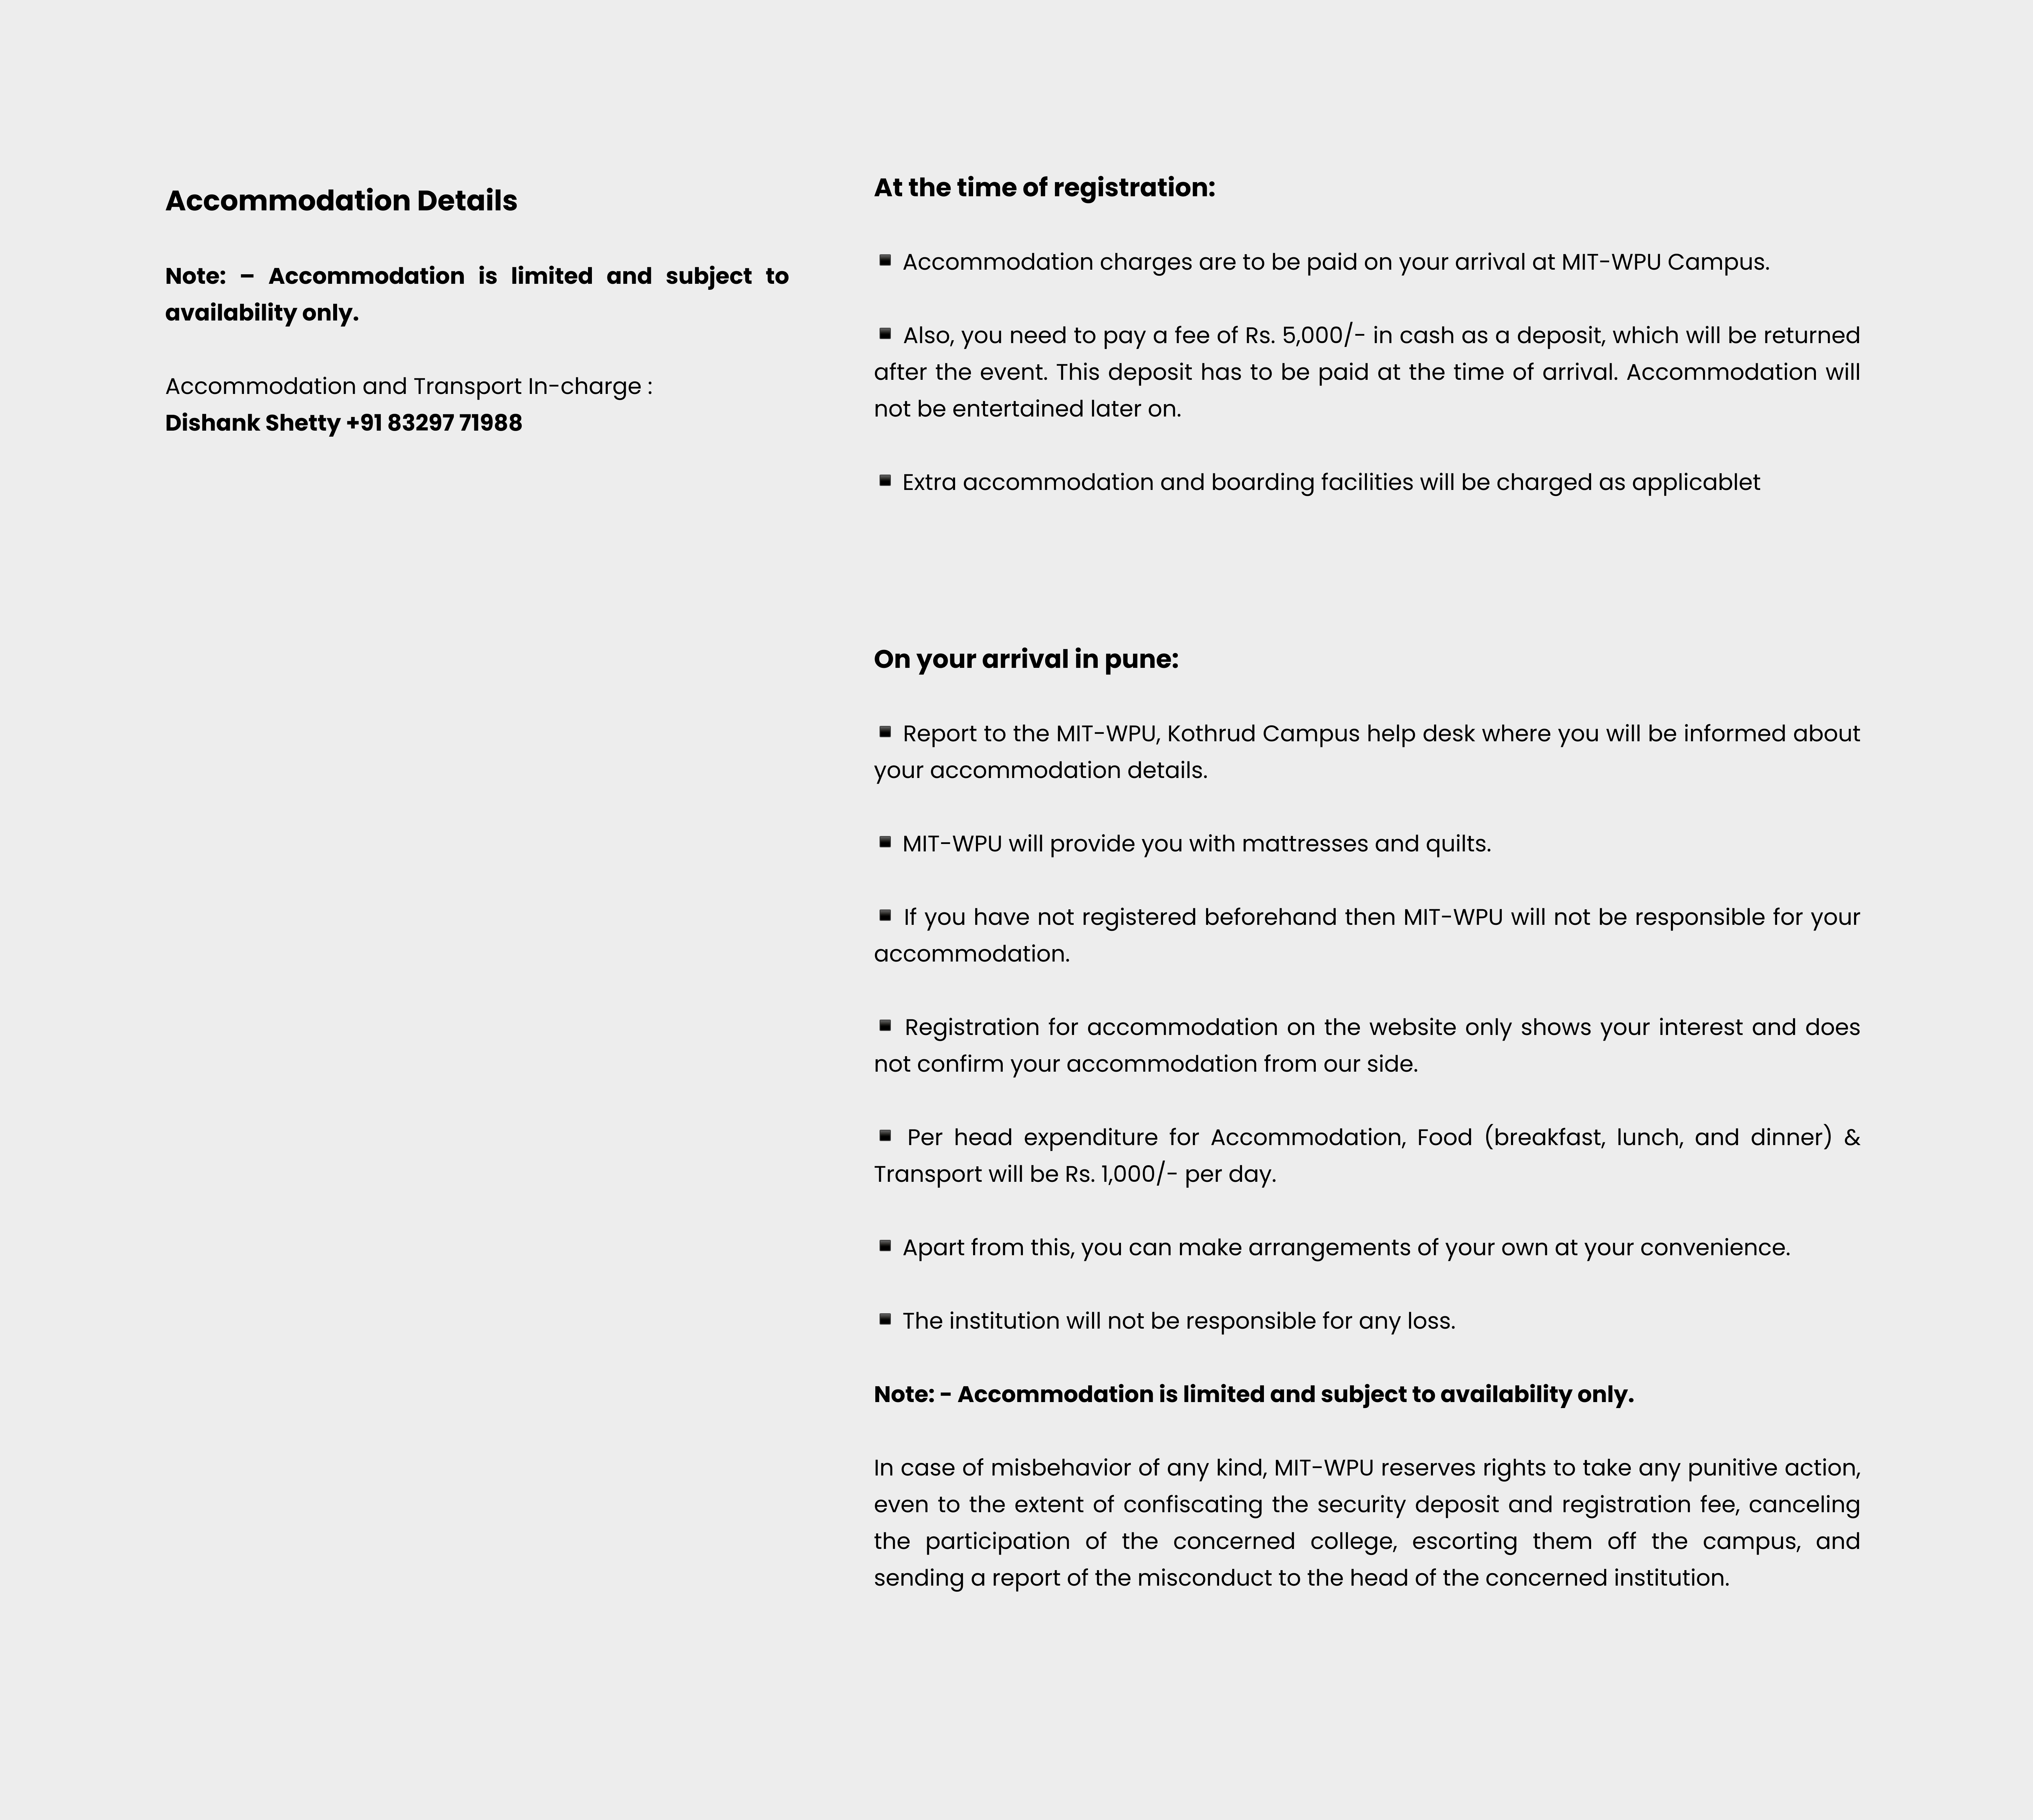 Accommodation Details
Note: – Accommodation is limited and subject to
availability only.
Accommodation and Transport In-charge :
Dishank Shetty +91 83297 71988
At the time of registration:
▪ Accommodation charges are to be paid on your arrival at MIT-WPU Campus.
▪ Also, you need to pay a fee of Rs. 5,000/- in cash as a deposit, which will be returned
after the event. This deposit has to be paid at the time of arrival. Accommodation will
not be entertained later on.
▪ Extra accommodation and boarding facilities will be charged as applicablet
On your arrival in pune:
▪ Report to the MIT-WPU, Kothrud Campus help desk where you will be informed about
your accommodation details.
▪ MIT-WPU will provide you with mattresses and quilts.
▪ If you have not registered beforehand then MIT-WPU will not be responsible for your
accommodation.
▪ Registration for accommodation on the website only shows your interest and does
not confirm your accommodation from our side.
▪ Per head expenditure for Accommodation, Food (breakfast, lunch, and dinner) &
Transport will be Rs. 1,000/- per day.
▪ Apart from this, you can make arrangements of your own at your convenience.
▪ The institution will not be responsible for any loss.
Note: - Accommodation is limited and subject to availability only.
In case of misbehavior of any kind, MIT-WPU reserves rights to take any punitive action,
even to the extent of confiscating the security deposit and registration fee, canceling
the participation of the concerned college, escorting them off the campus, and
sending a report of the misconduct to the head of the concerned institution.